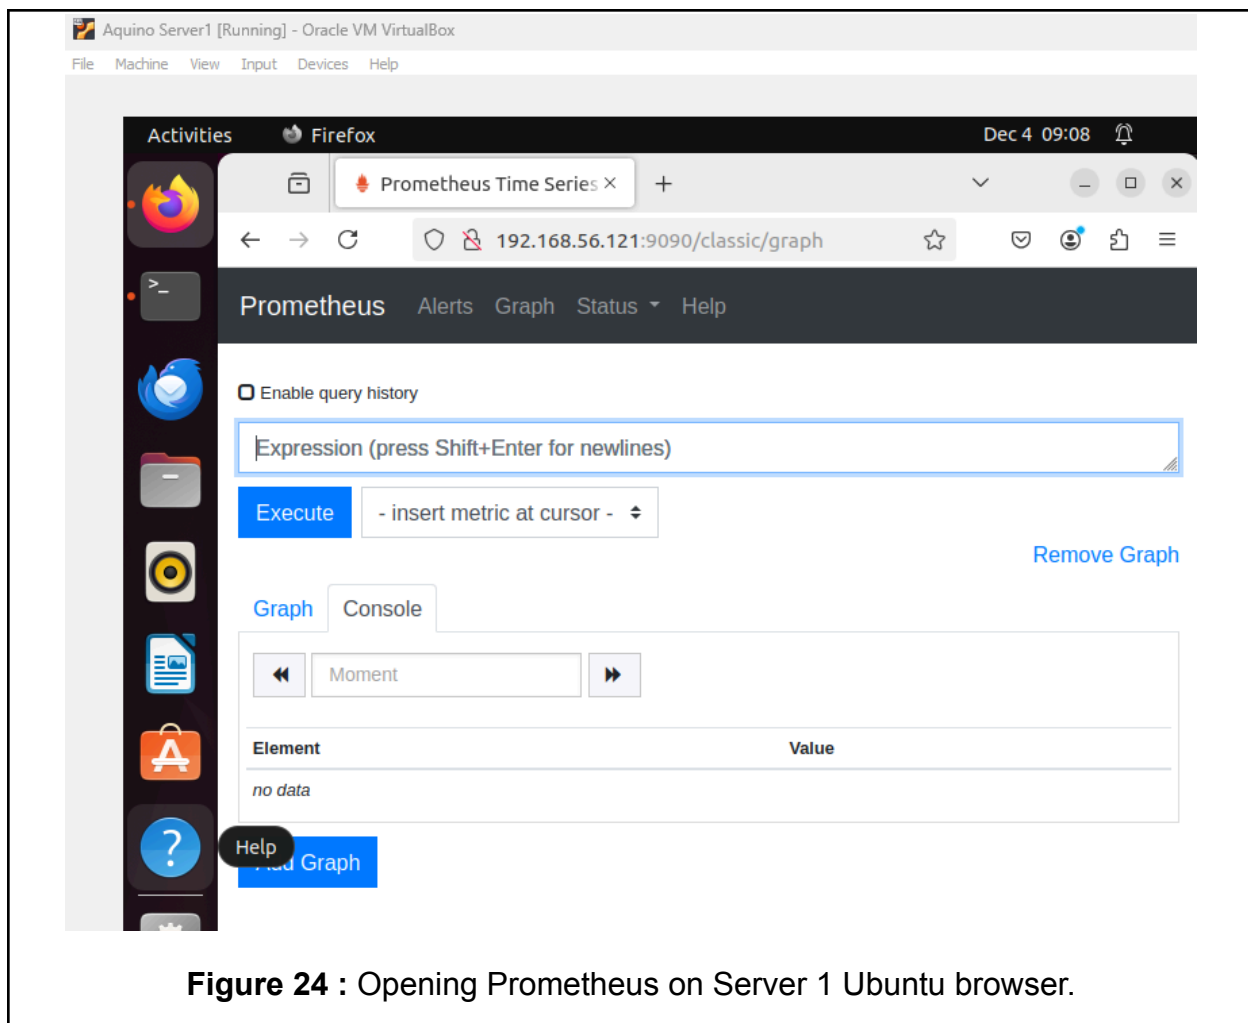 Aquino Server1 [Running] - Oracle VM VirtualBox
File Machine View Input Devices Help
Activities Firefox Dec 4 09:08
Prometheus Time Series
192.168.56.121:9090/classic/graph
>_
Prometheus Alerts Graph Status Help
Enable query history
Expression (press Shift+Enter for newlines)
Execute - insert metric at cursor -
Remove Graph
Graph Console
Moment
Element Value
no data
Help
Add Graph
Figure 24 : Opening Prometheus on Server 1 Ubuntu browser.